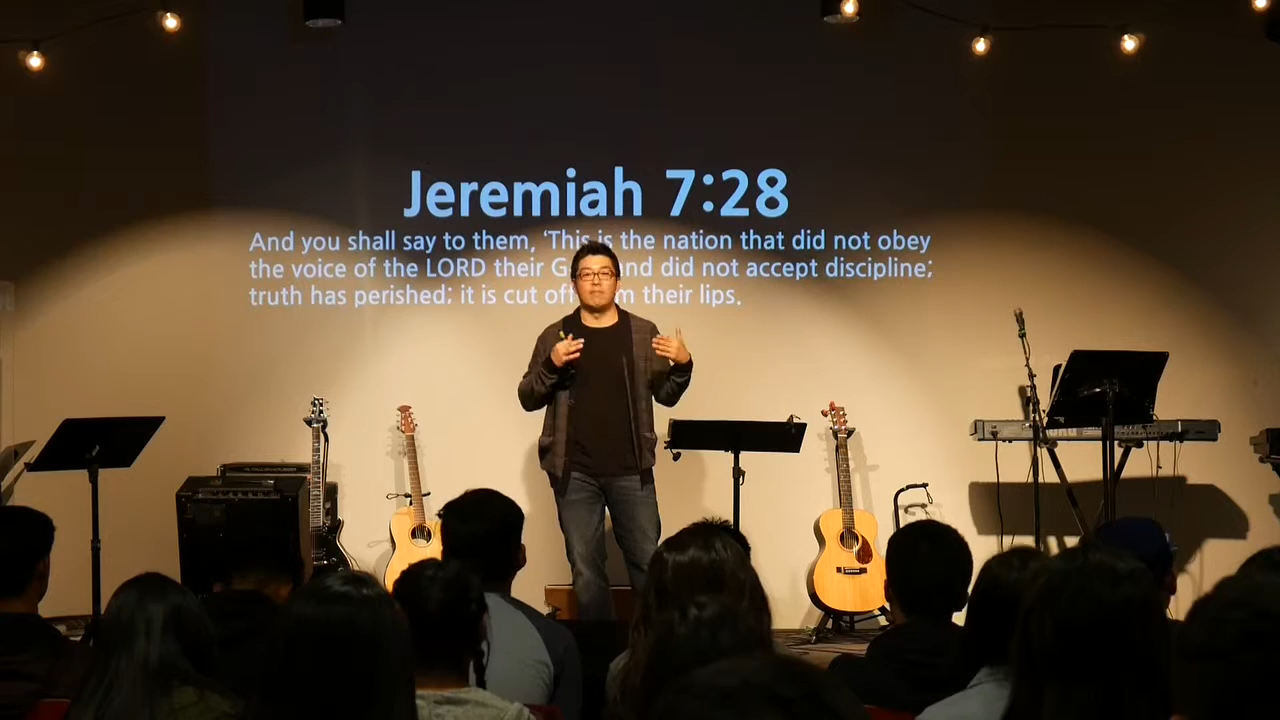 Jeremiah 7:28
And you shall say to them, 'This is the nation that did not obey
the voice of the LORD their and did not accept discipline;
truth has perished; it is cut off their lips.